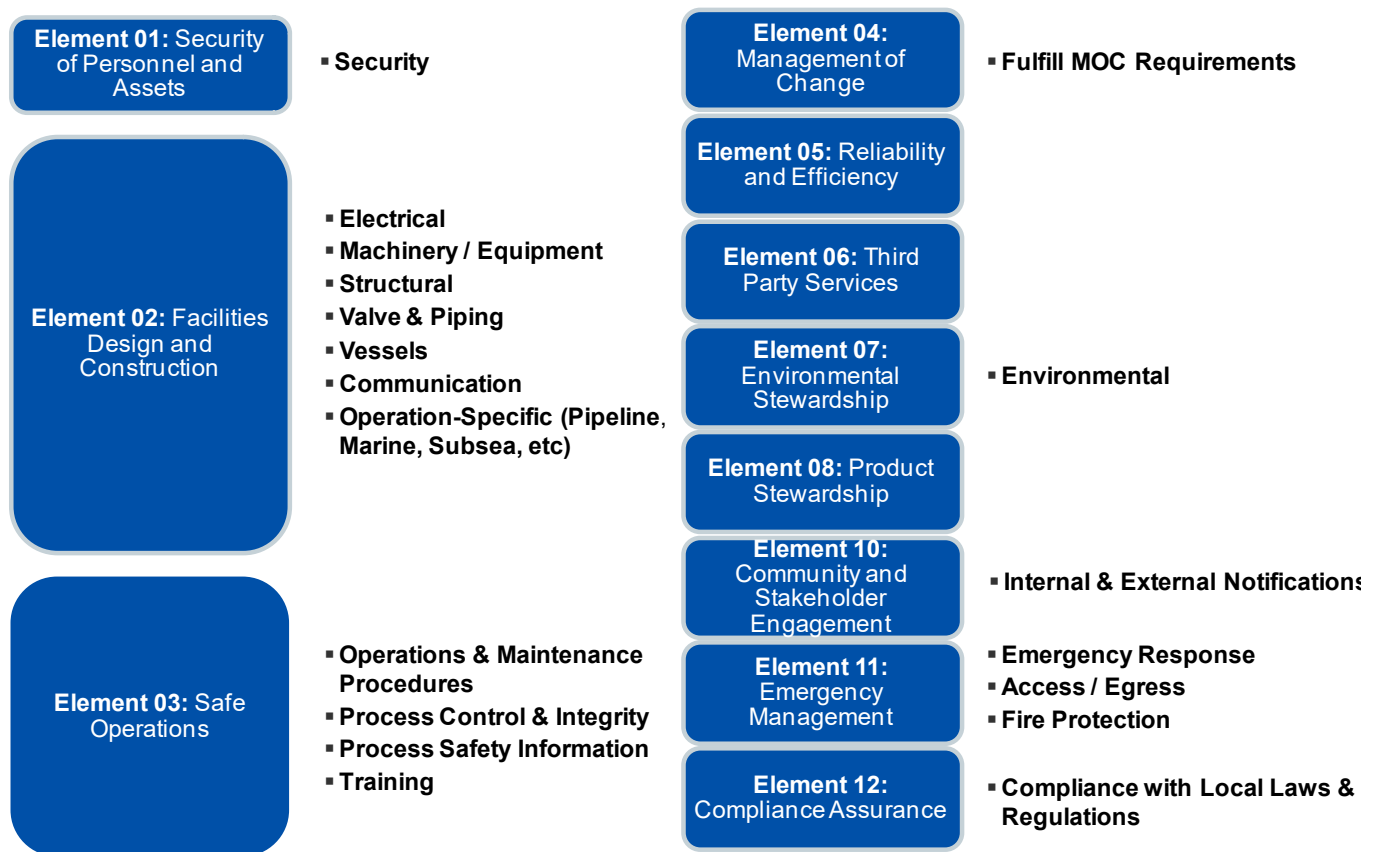 Element 01: Security
of Personnel and
Assets
▪ Security
Element 02: Facilities
Design and
Construction
▪ Electrical
▪ Machinery / Equipment
▪ Structural
▪ Valve & Piping
▪ Vessels
▪ Communication
▪ Operation-Specific (Pipeline,
Marine, Subsea, etc)
Element 03: Safe
Operations
▪ Operations & Maintenance
Procedures
▪ Process Control & Integrity
▪ Process Safety Information
▪ Training
Element 04:
Management of
Change
▪ Fulfill MOC Requirements
Element 05: Reliability
and Efficiency
Element 06: Third
Party Services
Element 07:
Environmental
Stewardship
▪ Environmental
Element 08: Product
Stewardship
Element 10:
Community and
Stakeholder
Engagement
▪ Internal & External Notifications
Element 11:
Emergency
Management
▪ Emergency Response
▪ Access / Egress
▪ Fire Protection
Element 12:
Compliance Assurance
▪ Compliance with Local Laws &
Regulations